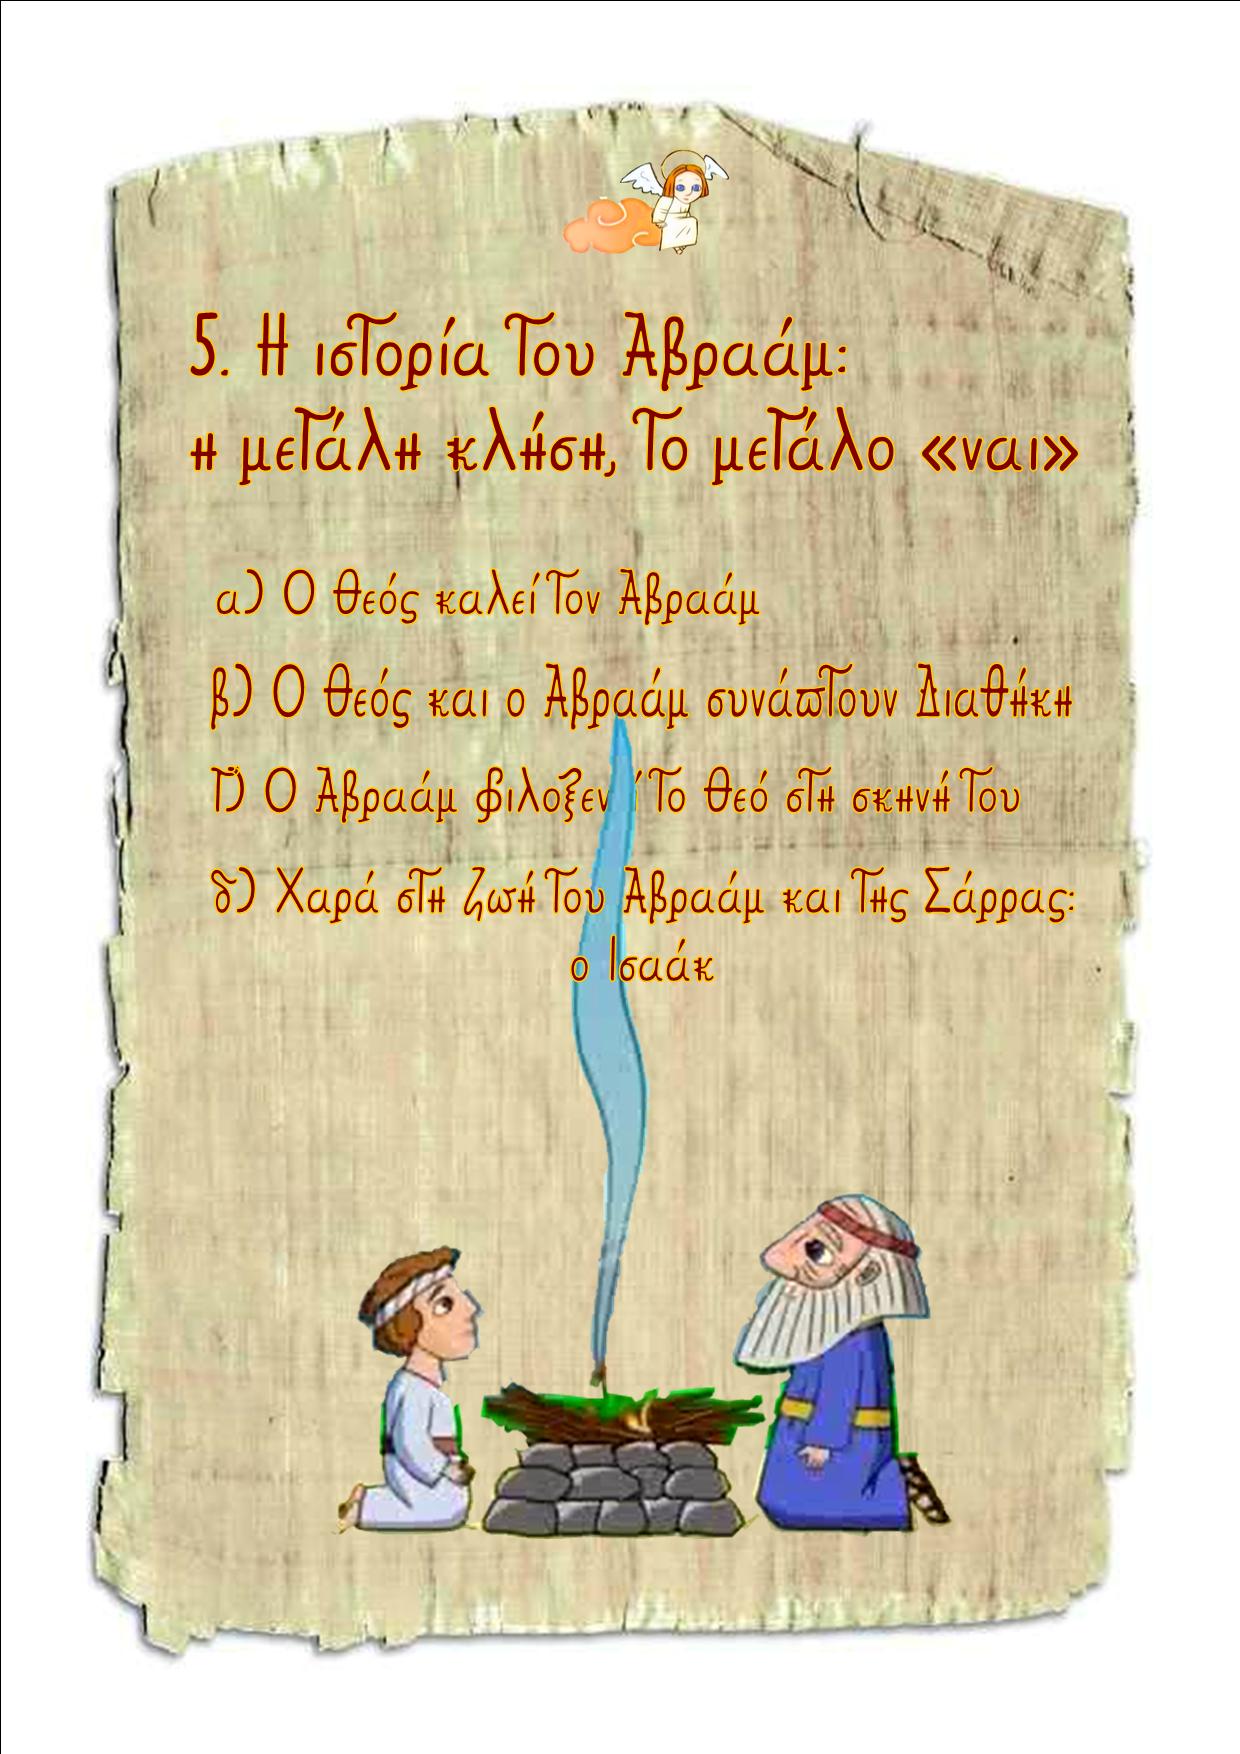 5. Η ιστορία του Αβραάμ:
η μεγάλη κλήση, το μεγάλο «ναι»
α) Ο Θεός καλεί τον Αβραάμ
β) Ο Θεός και ο Αβραάμ συνάπτουν Διαθήκη
γ) Ο Αβραάμ φιλοξενεί το Θεό στη σκηνή του
δ) Χαρά στη ζωή του Αβραάμ και της Σάρρας:
ο Ισαάκ